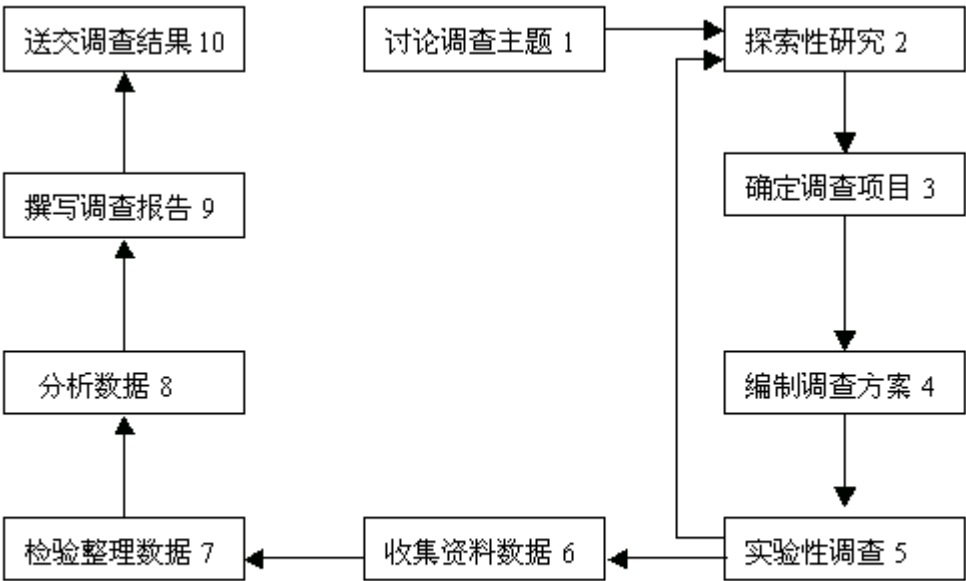 送交调查结果 10
讨论调查主题 1
探索性研究 2
撰写调查报告 9
确定调查项目 3
分析数据 8
编制调查方案 4
检验整理数据 7
收集资料数据 6
实验性调查 5